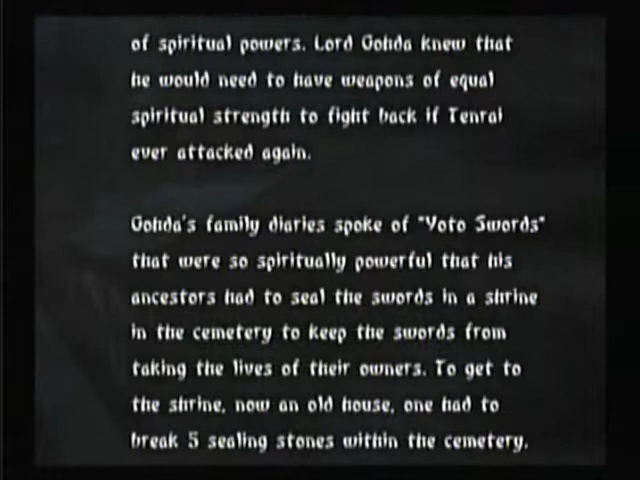 of spiritual powers. Lord Gohda knew that
he would need to have weapons of equal
spiritual strength to fight back if Tenrai
ever attacked again.
Gohda's family diaries spoke of "Yoto Swords"
that were so spiritually powerful that his
ancestors had to seal the swords in a shrine
in the cemetery to keep the swords from
taking the lives of their owners. To get to
the shrine, now an old house, one had to
break 5 sealing stones within the cemetery.